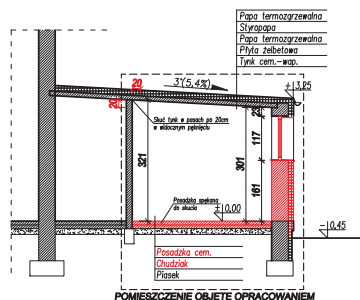 Papa termozgrzewalna
Styropapa
Papa termozgrzewalna
Płyta żelbetowa
Tynk cem.-wap.
20
3°(5.4%)
+3,25
20
23
Skuć tynk w pasach po 20cm
w widocznym pęknięciu
117
321
301
Posadzka spękana
do skucia
±0,00
161
-0,45
Posadzka cem.
Chudziak
Piasek
POMIESZCZENIE OBJĘTE OPRACOWANIEM